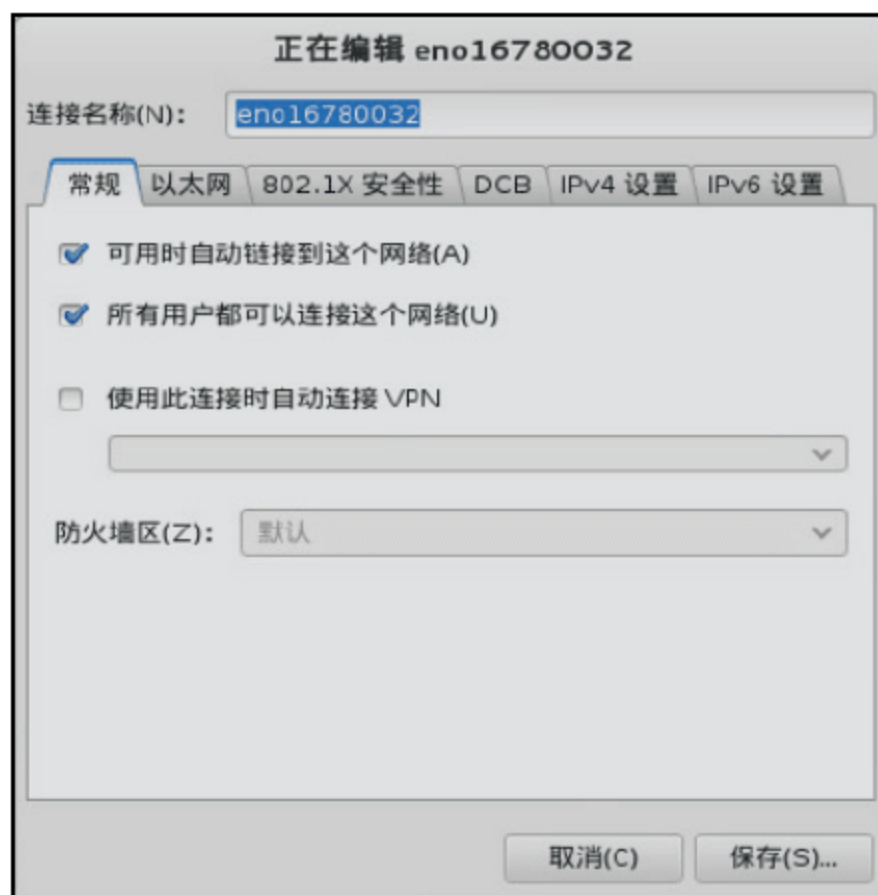 正在编辑 eno16780032
连接名称(N): eno16780032
常规 以太网 802.1X 安全性 DCB IPv4 设置 IPv6 设置
可用时自动链接到这个网络(A)
所有用户都可以连接这个网络(U)
使用此连接时自动连接 VPN
防火墙区(Z): 默认
取消(C) 保存(S)...